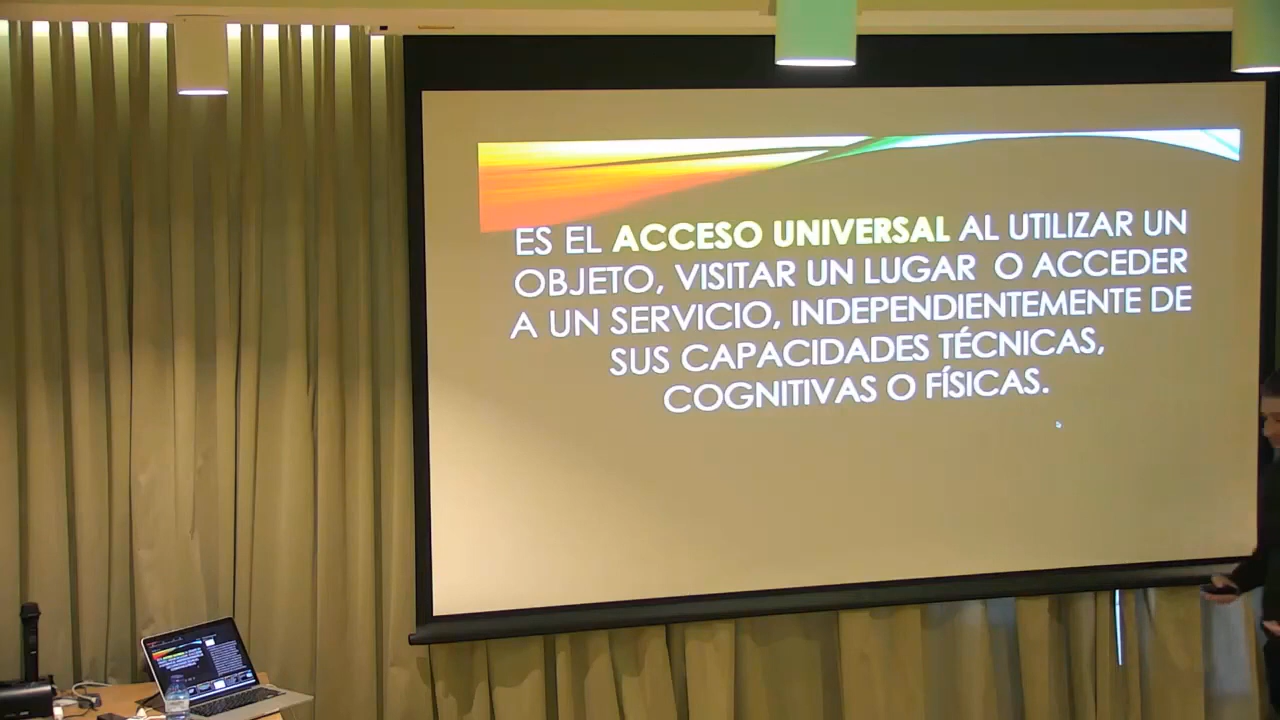 ES EL ACCESO UNIVERSAL AL UTILIZAR UN
OBJETO, VISITAR UN LUGAR O ACCEDER
A UN SERVICIO, INDEPENDIENTEMENTE DE
SUS CAPACIDADES TÉCNICAS,
COGNITIVAS O FÍSICAS.